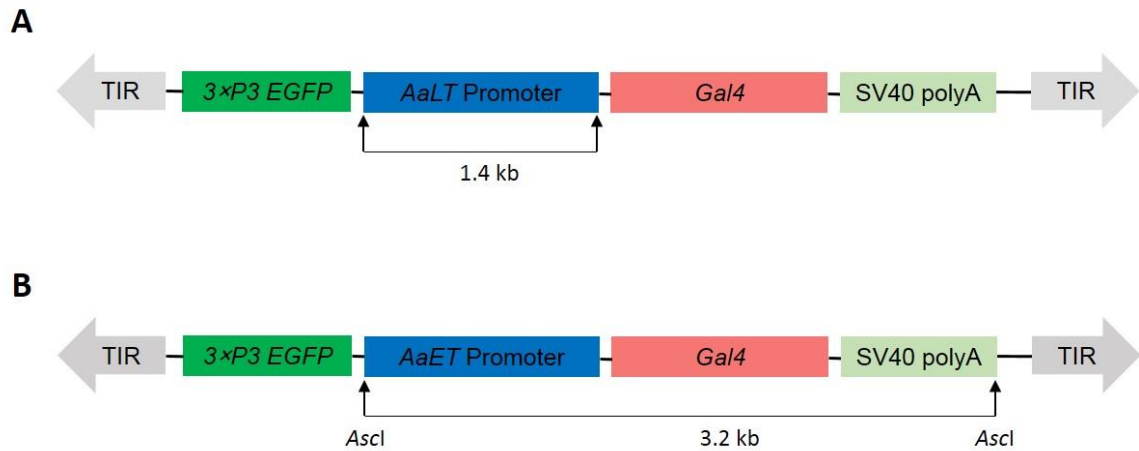 A
TIR 3×P3 EGFP AaLT Promoter Gal4 SV40 polyA TIR
1.4 kb
B
TIR 3×P3 EGFP AaET Promoter Gal4 SV40 polyA TIR
AscI 3.2 kb AscI